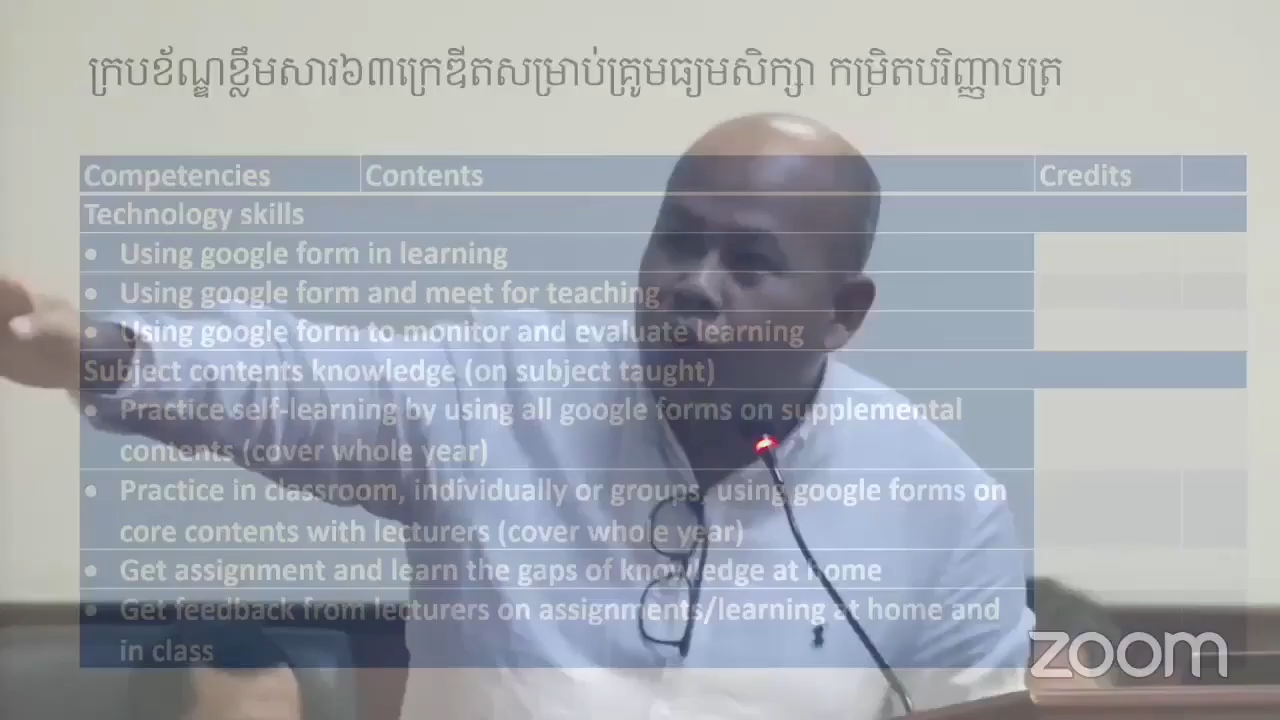 ក្របខ័ណ្ឌខ្លឹមសារ៦៣ក្រេឌីតសម្រាប់គ្រូមធ្យមសិក្សា កម្រិតបរិញ្ញាបត្រ
Competencies Contents Credits
Technology skills
• Using google form in learning
• Using google form and meet for teaching
• Using google form to monitor and evaluate learning
Subject contents knowledge (on subject taught)
• Practice self-learning by using all google forms on supplemental
contents (cover whole year)
• Practice in classroom, individually or groups, using google forms on
core contents with lecturers (cover whole year)
• Get assignment and learn the gaps of knowledge at home
• Get feedback from lecturers on assignments/learning at home and
in class
zoom